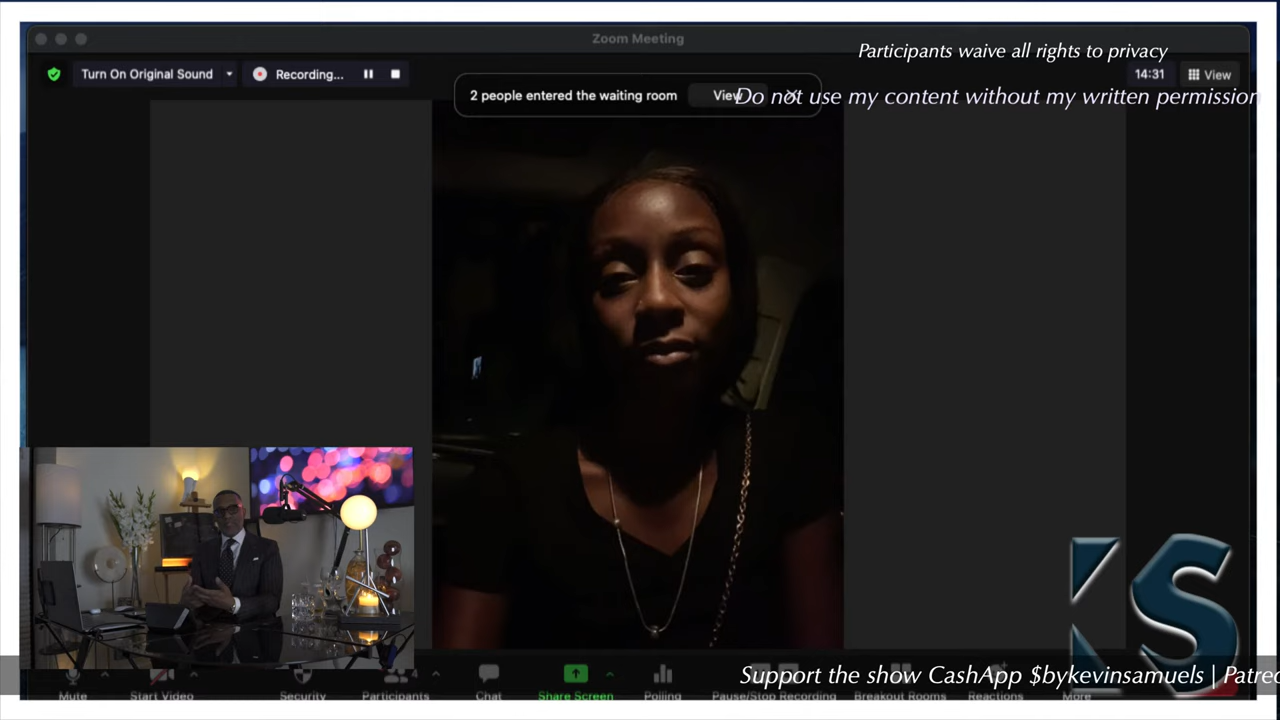 Zoom Meeting
Participants waive all rights to privacy
Turn On Original Sound
Recording...
14:31
View
2 people entered the waiting room
View
Do not use my content without my written permission
KS
Support the show CashApp $bykevinsamuels | Patreo
Mute
Start Video
Security
Participants
Chat
Share Screen
Polling
Pause/Stop Recording
Breakout Rooms
Reactions
More